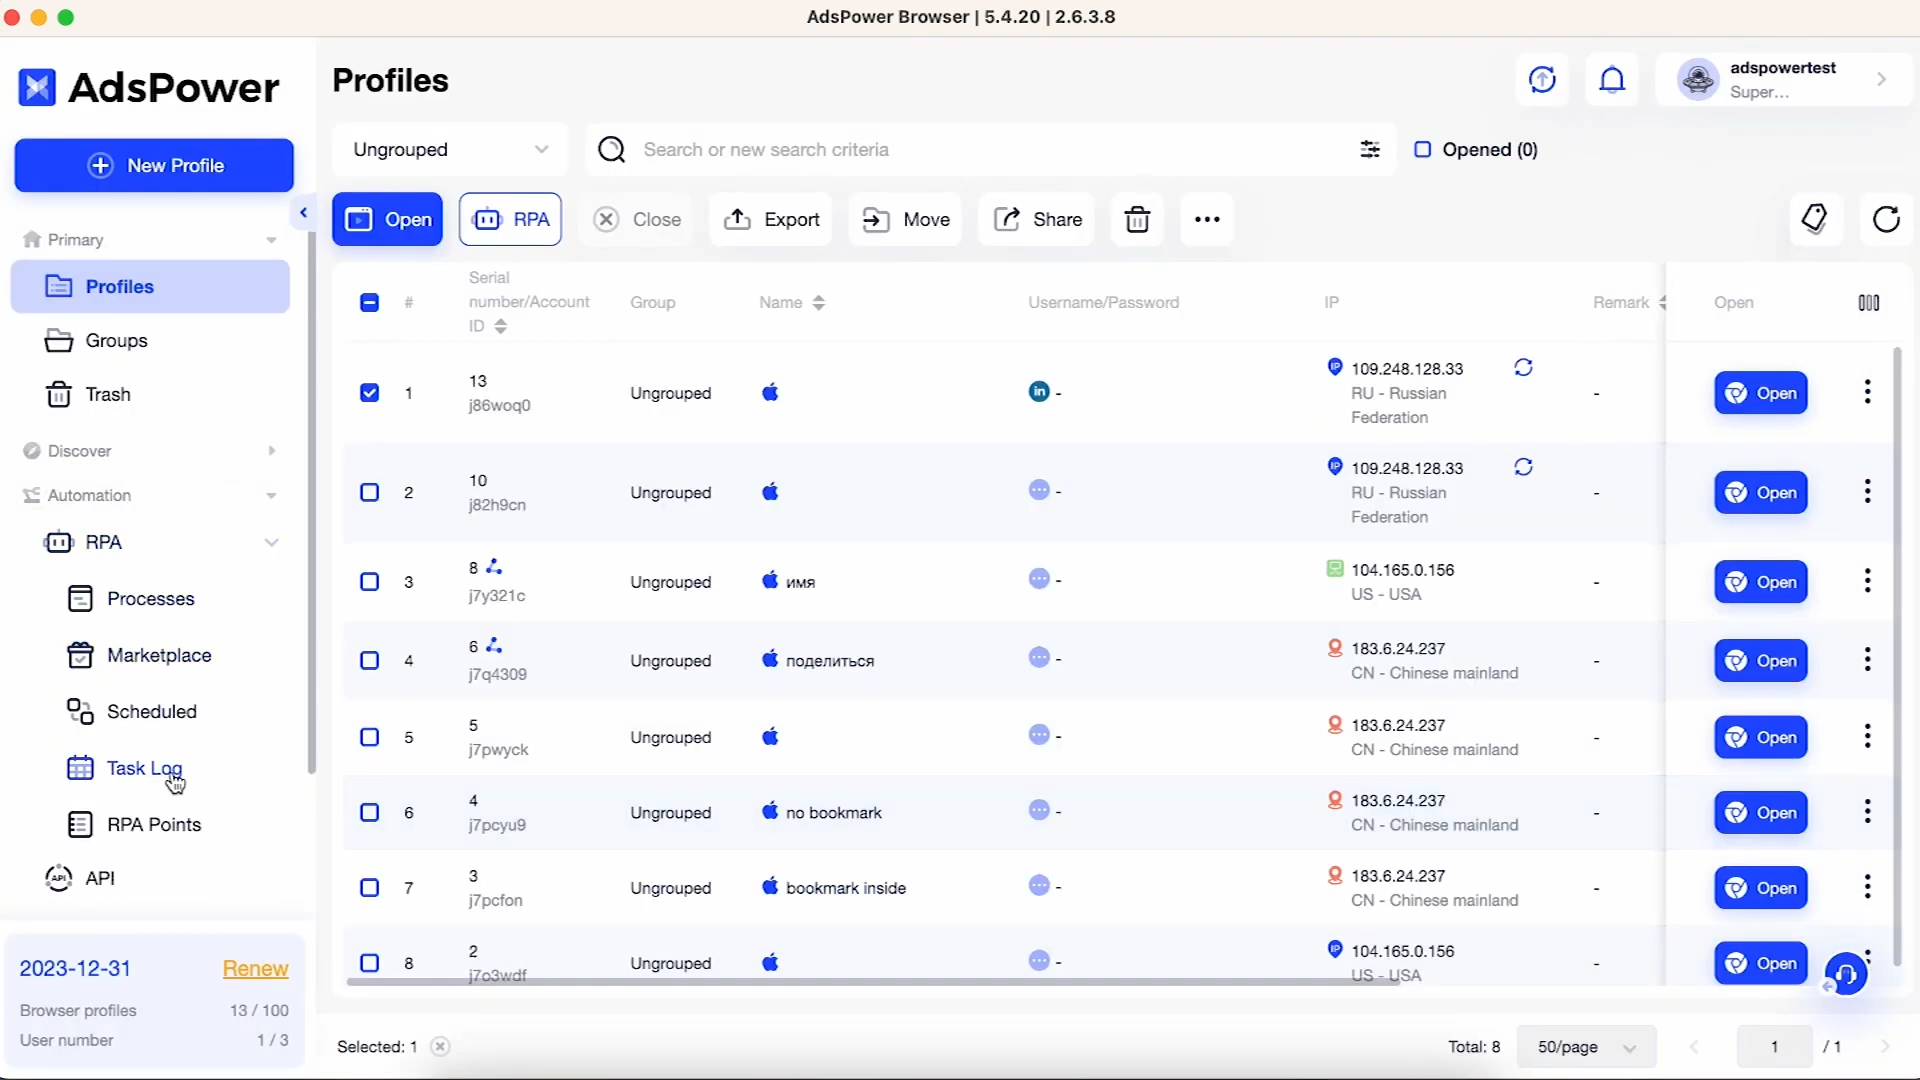 AdsPower Browser | 5.4.20 | 2.6.3.8
AdsPower
New Profile
Primary
Profiles
Groups
Trash
Discover
Automation
RPA
Processes
Marketplace
Scheduled
Task Log
RPA Points
API
2023-12-31 Renew
Browser profiles 13 / 100
User number 1 / 3
Profiles
adspowertest
Super...
Ungrouped
Search or new search criteria
Opened (0)
Open
RPA
Close
Export
Move
Share
# Serial number/Account ID Group Name Username/Password IP Remark Open
1 13 j86woq0 Ungrouped in - 109.248.128.33 RU - Russian Federation - Open
2 10 j82h9cn Ungrouped - 109.248.128.33 RU - Russian Federation - Open
3 8 j7y321c Ungrouped имя - 104.165.0.156 US - USA - Open
4 6 j7q4309 Ungrouped поделиться - 183.6.24.237 CN - Chinese mainland - Open
5 5 j7pwyck Ungrouped - 183.6.24.237 CN - Chinese mainland - Open
6 4 j7pcyu9 Ungrouped no bookmark - 183.6.24.237 CN - Chinese mainland - Open
7 3 j7pcfon Ungrouped bookmark inside - 183.6.24.237 CN - Chinese mainland - Open
8 2 j7o3wdf Ungrouped - 104.165.0.156 US - USA - Open
Selected: 1
Total: 8
50/page
1 / 1